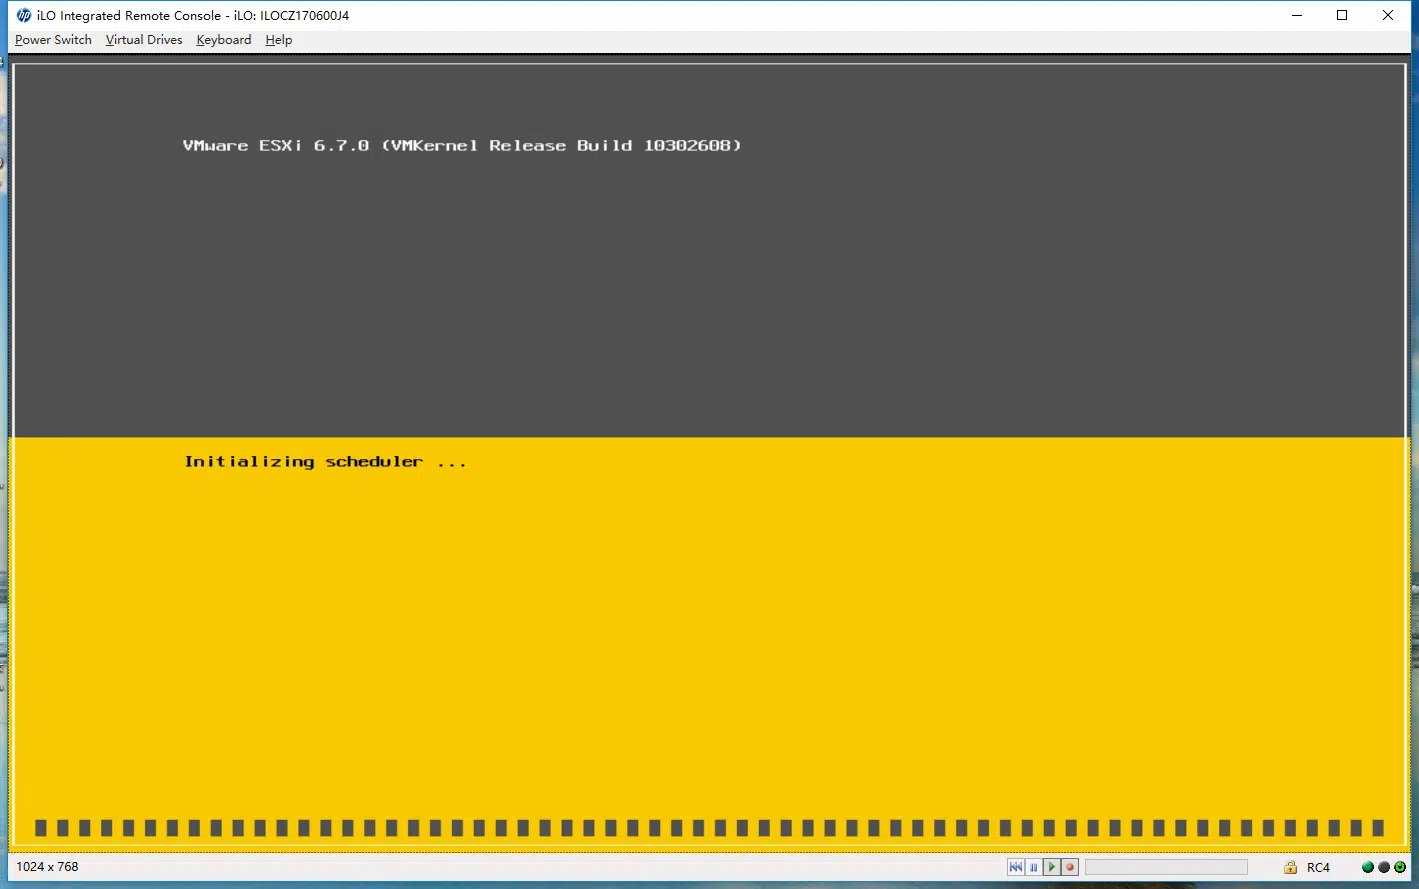 hp iLO Integrated Remote Console - iLO: ILOCZ170600J4
Power Switch Virtual Drives Keyboard Help
VMware ESXi 6.7.0 (VMKernel Release Build 10302608)
Initializing scheduler ...
1024 x 768 RC4